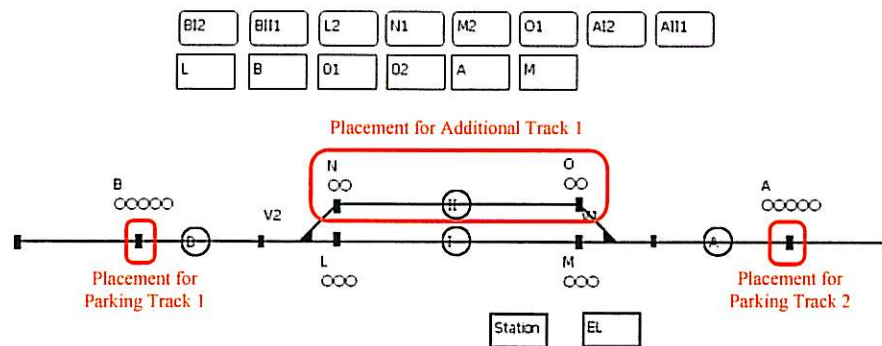 BI2 BII1 L2 N1 M2 O1 AI2 AII1
L B O1 O2 A M
Placement for Additional Track 1
N O
B A
V2
B II A
I
L M
Placement for
Parking Track 1
Placement for
Parking Track 2
Station EL